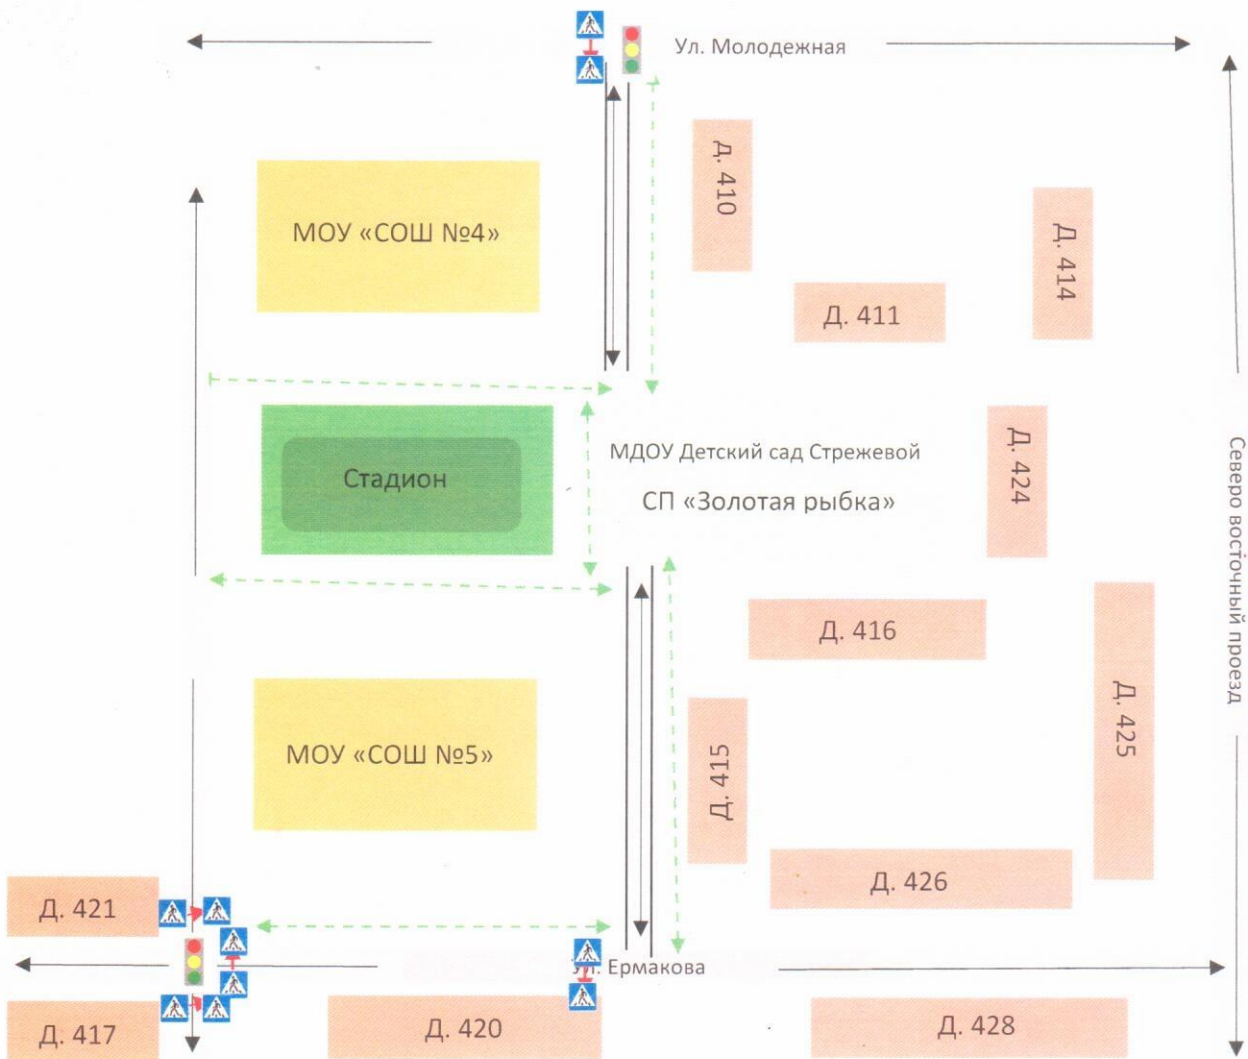 Ул. Молодежная
д. 410
МОУ «СОШ №4»
Д. 414
Д. 411
МДОУ Детский сад Стрежевой
Стадион
СП «Золотая рыбка»
Д. 424
Северо восточный проезд
Д. 416
Д. 425
МОУ «СОШ №5»
Д. 415
Д. 426
Д. 421
Ул. Ермакова
Д. 417
Д. 420
Д. 428